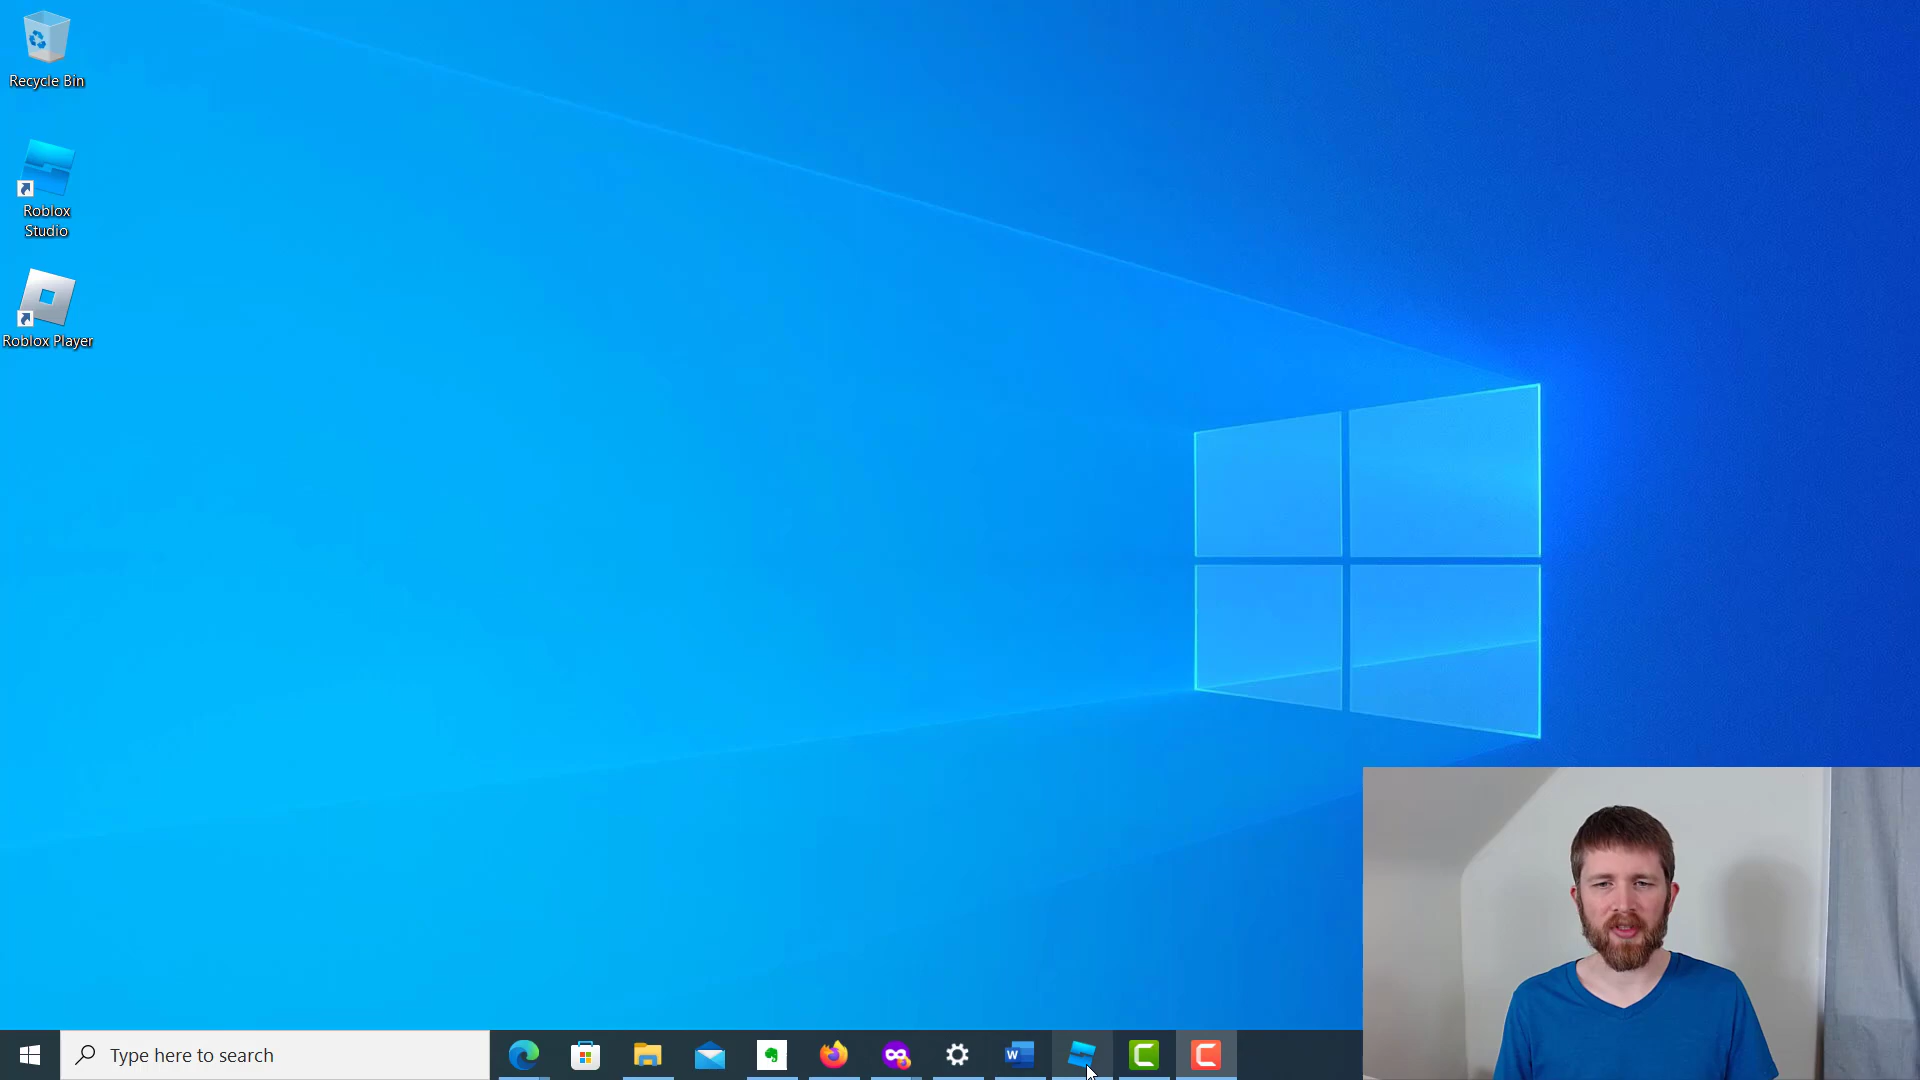 Recycle Bin
Roblox
Studio
Roblox Player
Type here to search
W